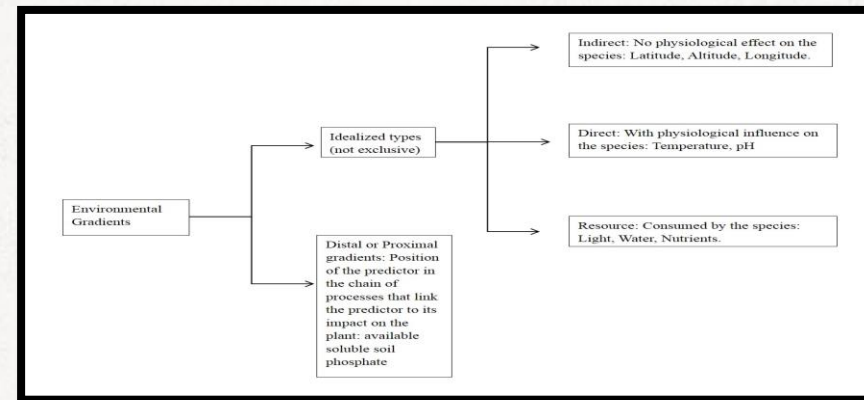 Environmental
Gradients
Idealized types
(not exclusive)
Distal or Proximal
gradients: Position
of the predictor in
the chain of
processes that link
the predictor to its
impact on the
plant: available
soluble soil
phosphate
Indirect: No physiological effect on the
species: Latitude, Altitude, Longitude.
Direct: With physiological influence on
the species: Temperature, pH
Resource: Consumed by the species:
Light, Water, Nutrients.